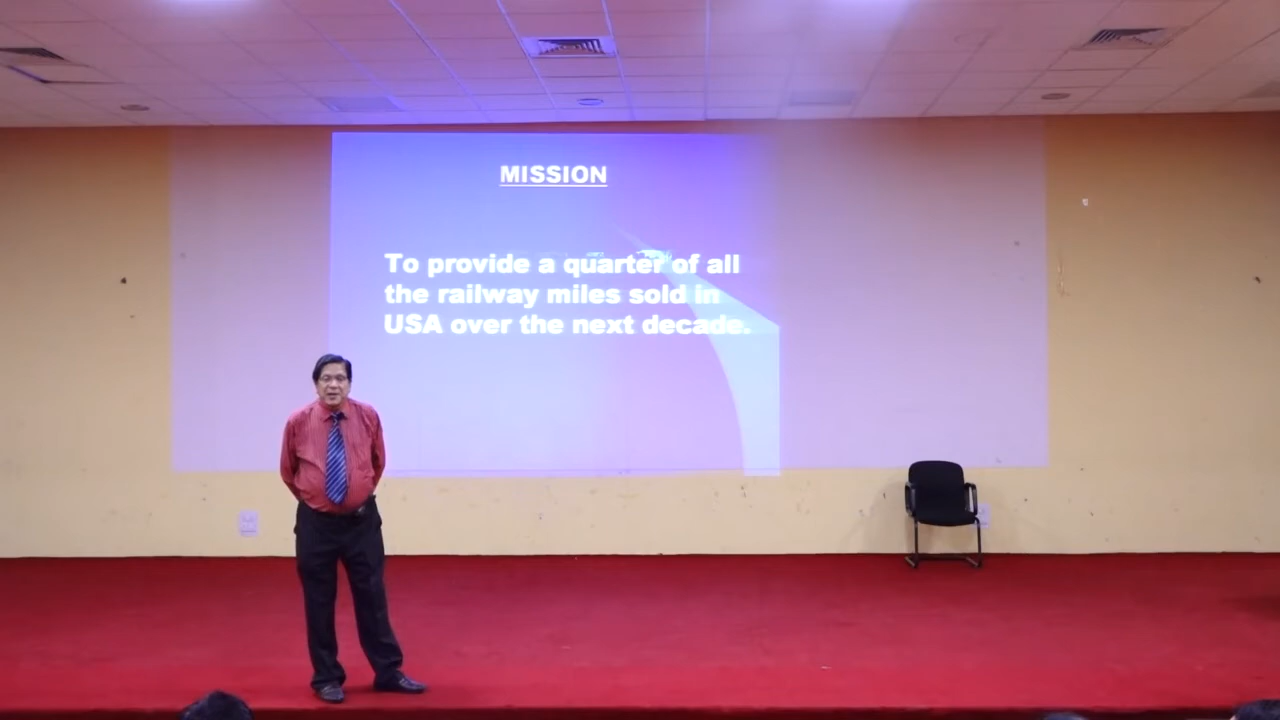 MISSION
To provide a quarter of all
the railway miles sold in
USA over the next decade.